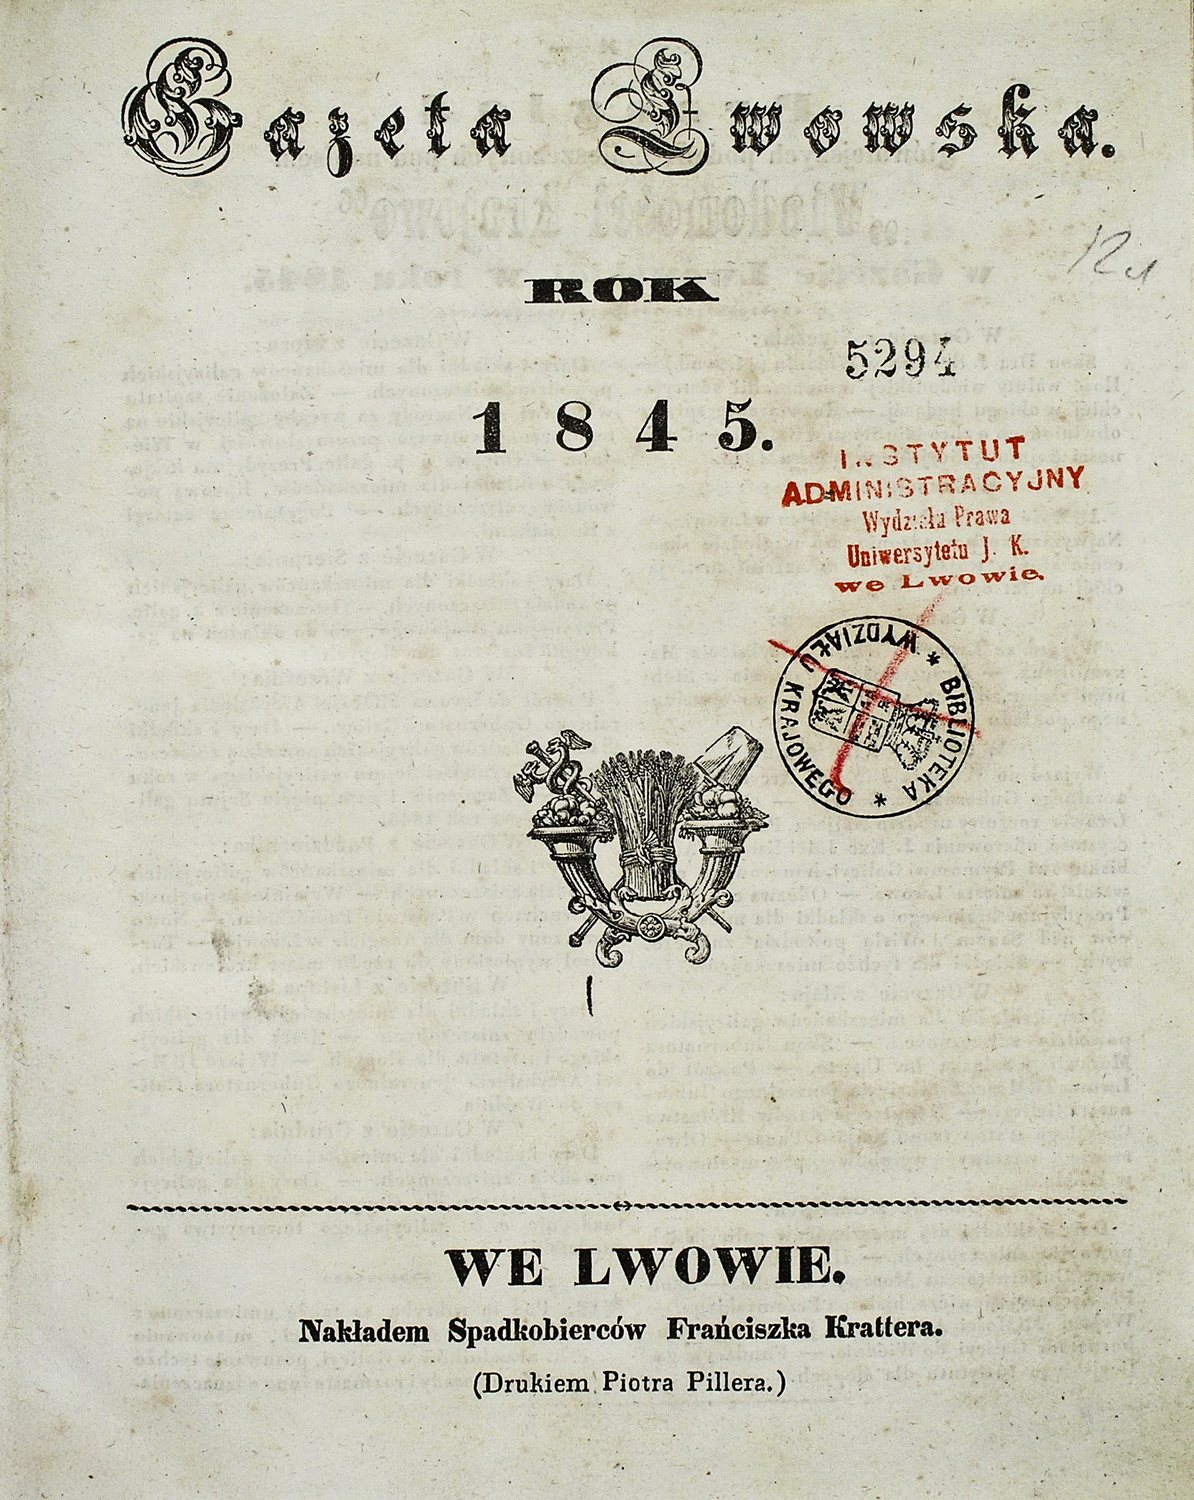 Gazeta Lwowska.
ROK
5294
1845.
INSTYTUT
ADMINISTRACYJNY
Wydziału Prawa
Uniwersytetu J. K.
we Lwowie.
* BIBLIOTEKA * WYDZIAŁU KRAJOWEGO
WE LWOWIE.
Nakładem Spadkobierców Frańciszka Krattera.
(Drukiem Piotra Pillera.)